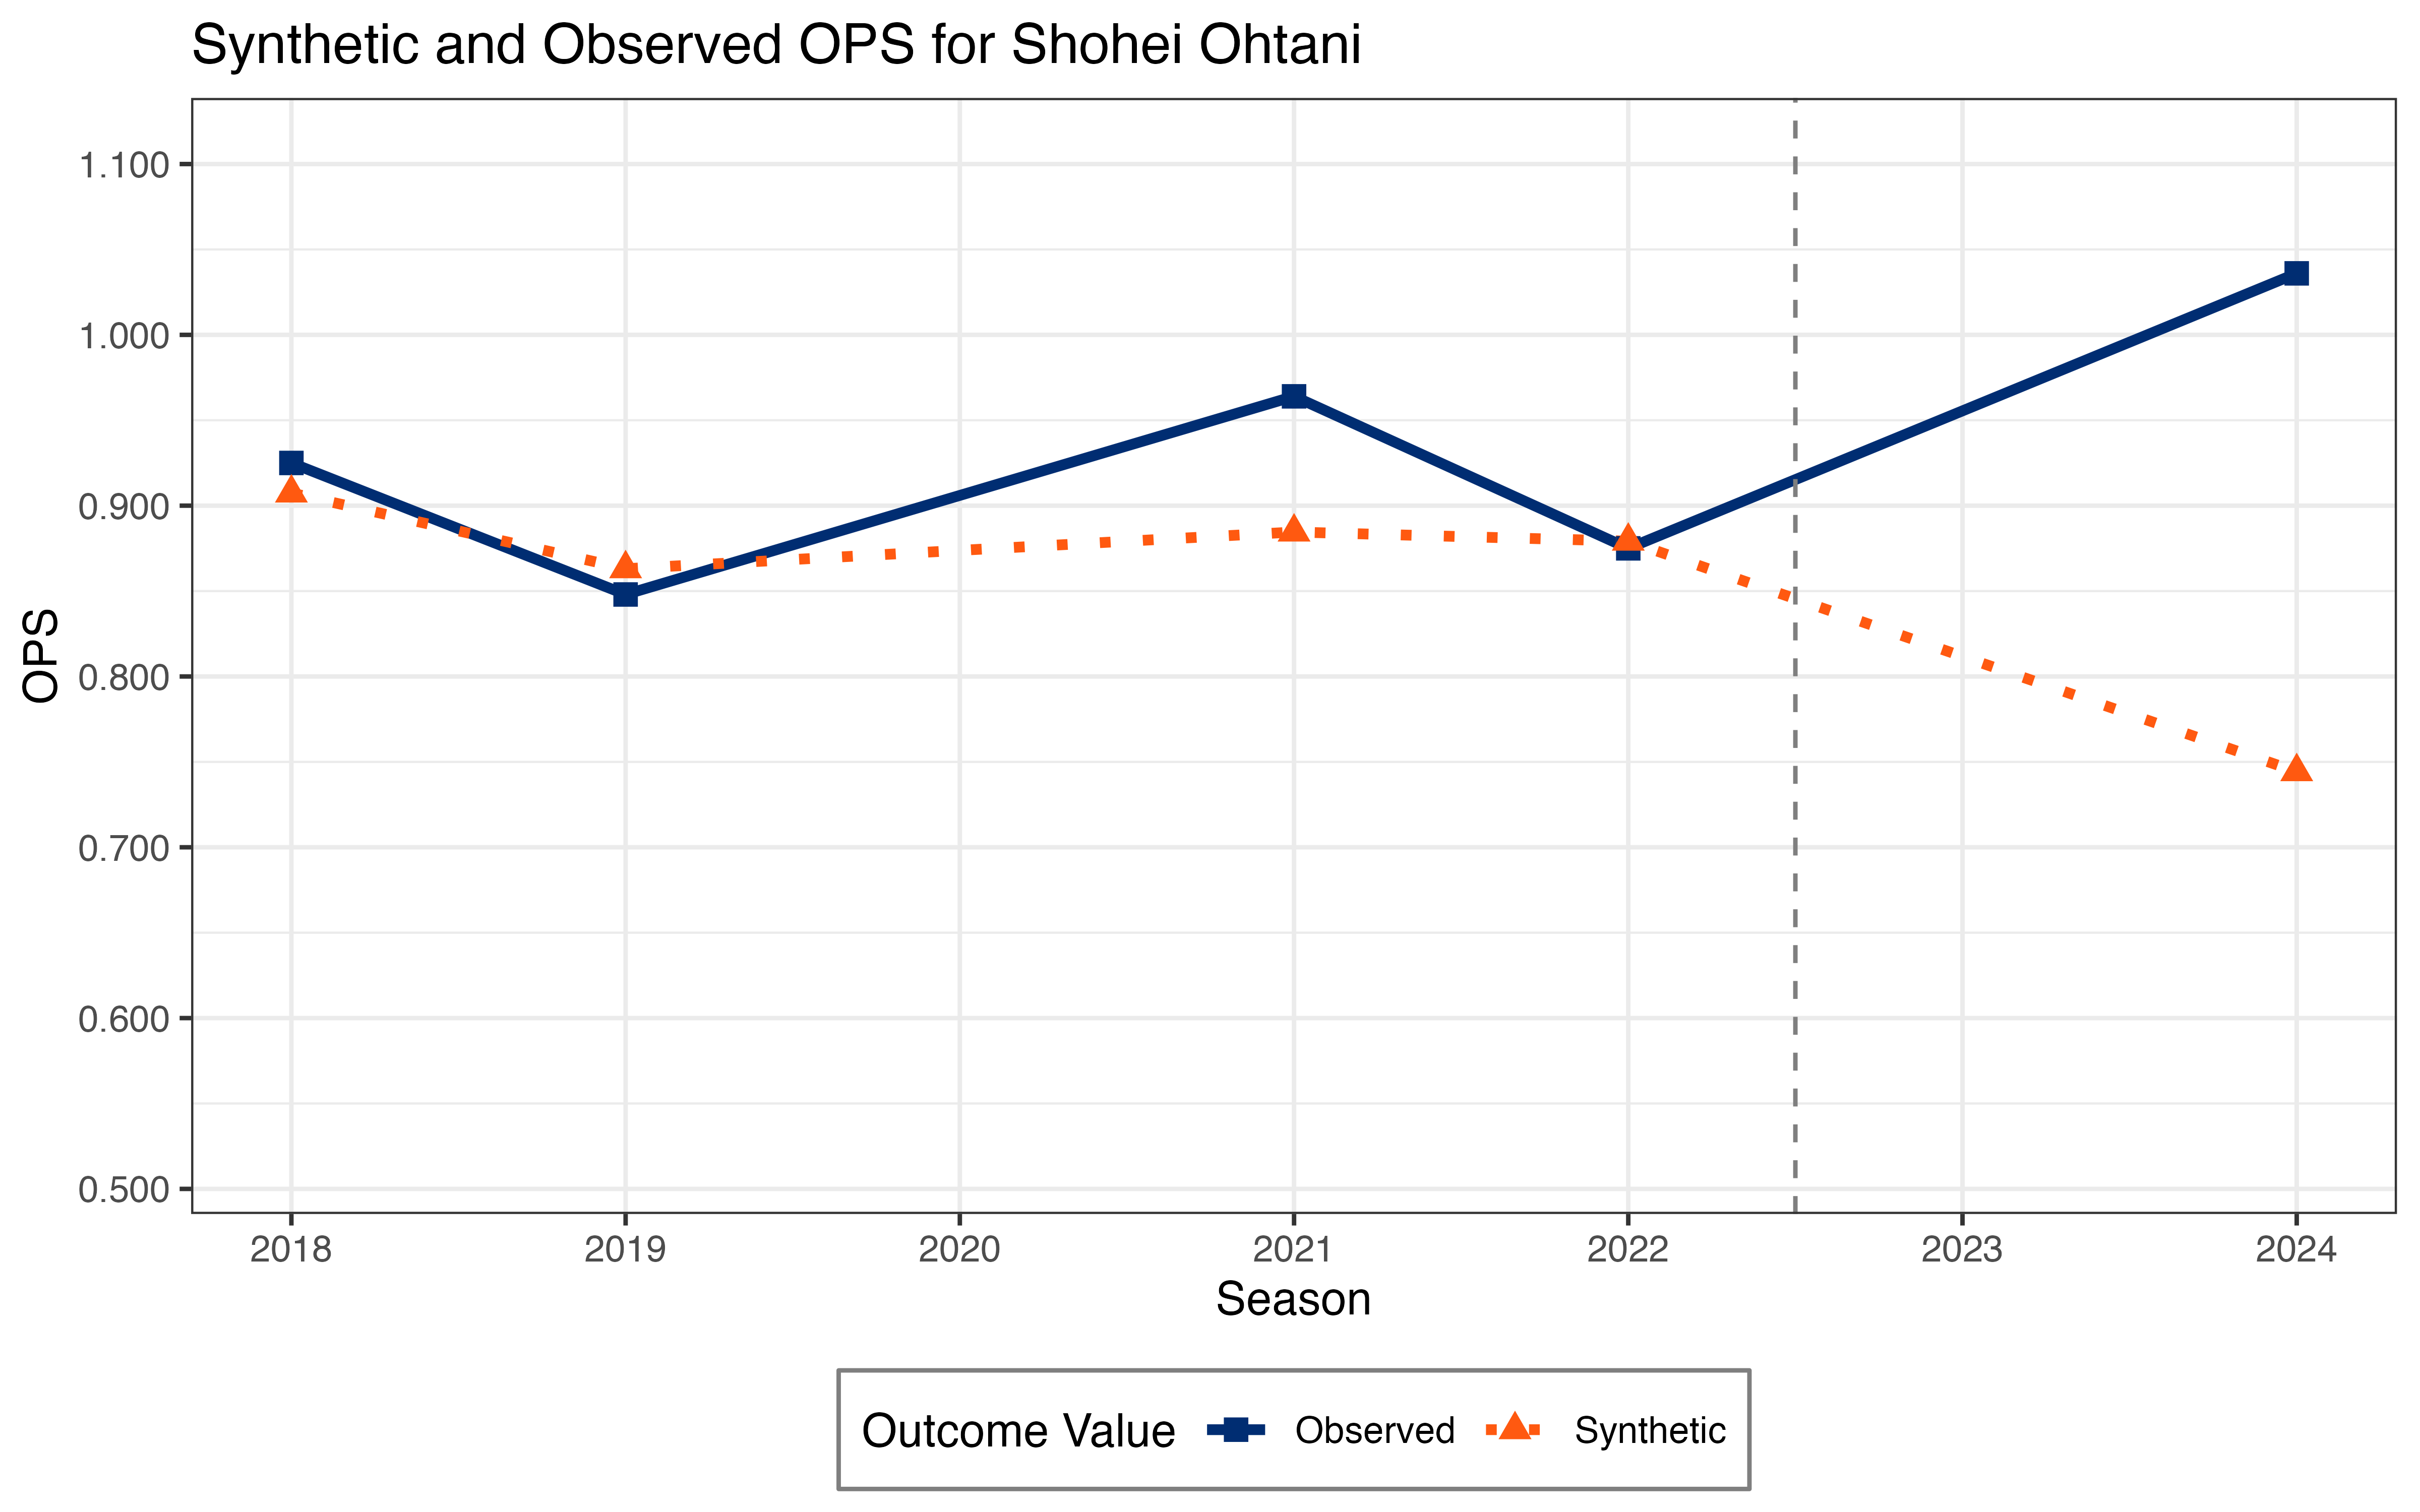 Synthetic and Observed OPS for Shohei Ohtani
1.100
1.000
0.900
0.800
0.700
0.600
0.500
OPS
2018 2019 2020 2021 2022 2023 2024
Season
Outcome Value Observed Synthetic